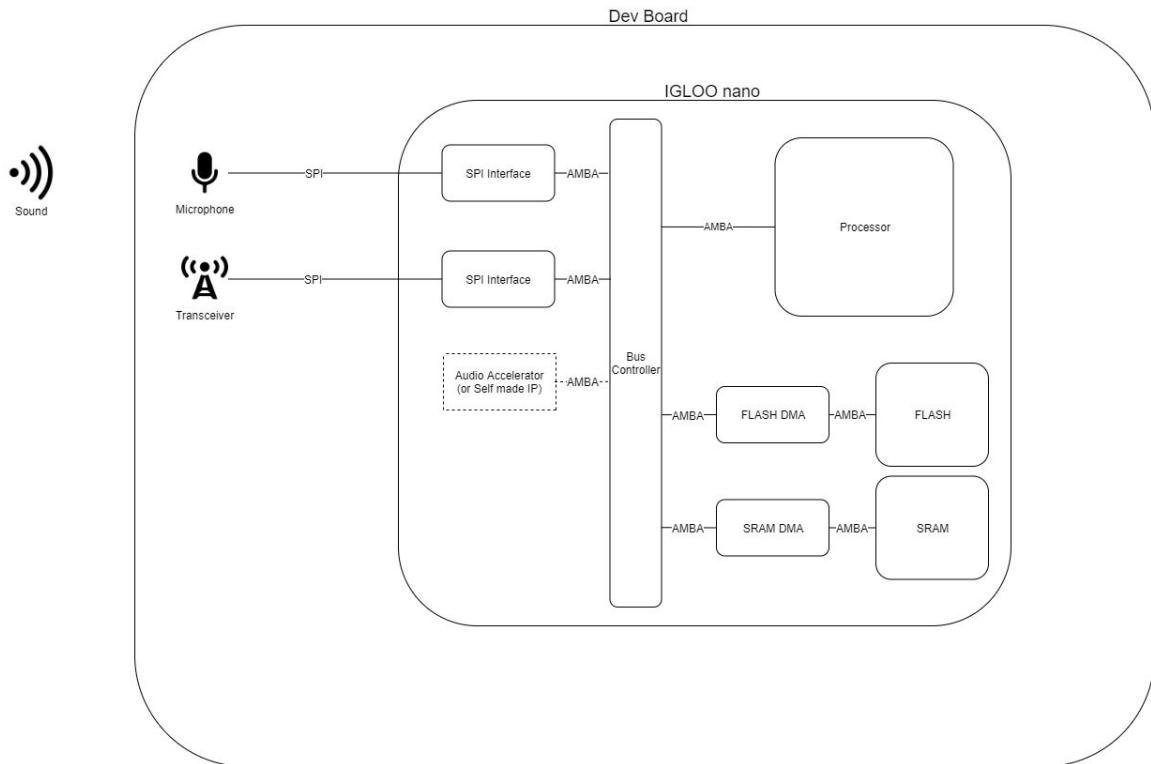 Dev Board
IGLOO nano
Sound
Microphone
SPI
SPI Interface
AMBA
Transceiver
SPI
SPI Interface
AMBA
Audio Accelerator
(or Self made IP)
AMBA
Bus
Controller
AMBA
Processor
AMBA
FLASH DMA
AMBA
FLASH
AMBA
SRAM DMA
AMBA
SRAM